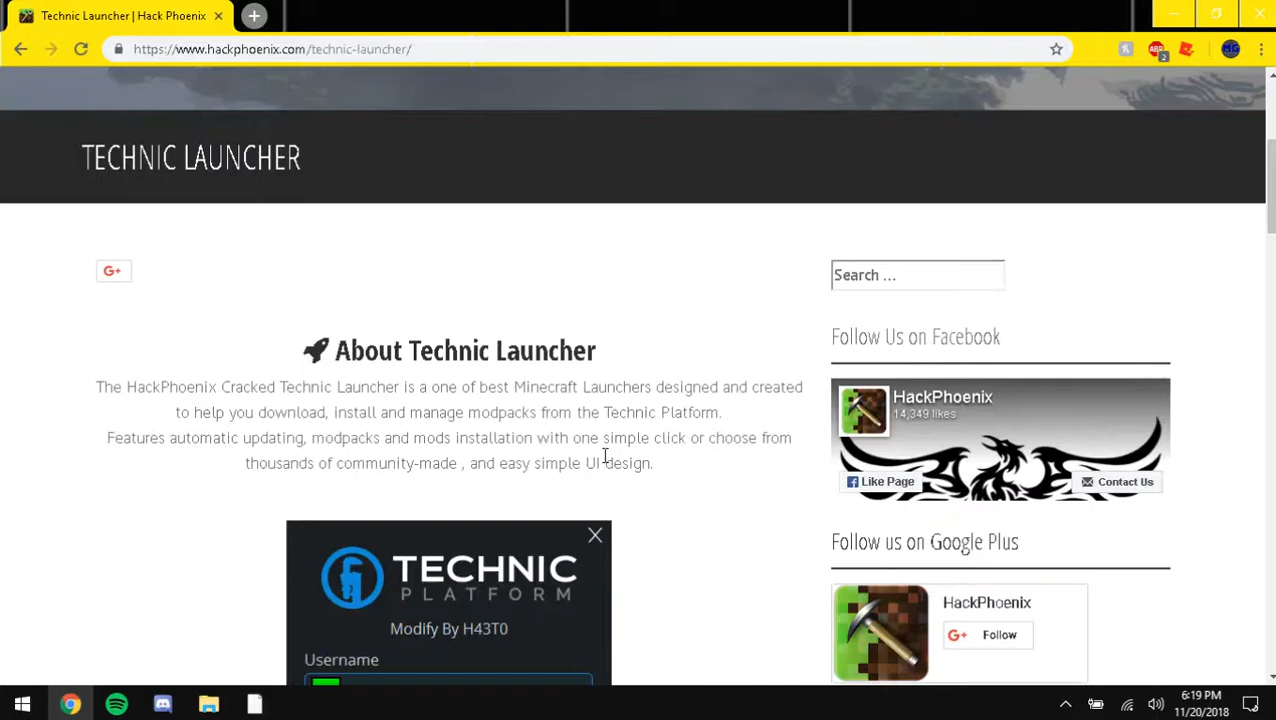 Technic Launcher | Hack Phoenix
https://www.hackphoenix.com/technic-launcher/
ABP
2
TECHNIC LAUNCHER
G+
Search ...
About Technic Launcher
The HackPhoenix Cracked Technic Launcher is a one of best Minecraft Launchers designed and created
to help you download, install and manage modpacks from the Technic Platform.
Features automatic updating, modpacks and mods installation with one simple click or choose from
thousands of community-made , and easy simple UI design.
Follow Us on Facebook
HackPhoenix
14,349 likes
Like Page
Contact Us
TECHNIC
PLATFORM
Modify By H43T0
Username
Follow us on Google Plus
HackPhoenix
G+ Follow
6:19 PM
11/20/2018